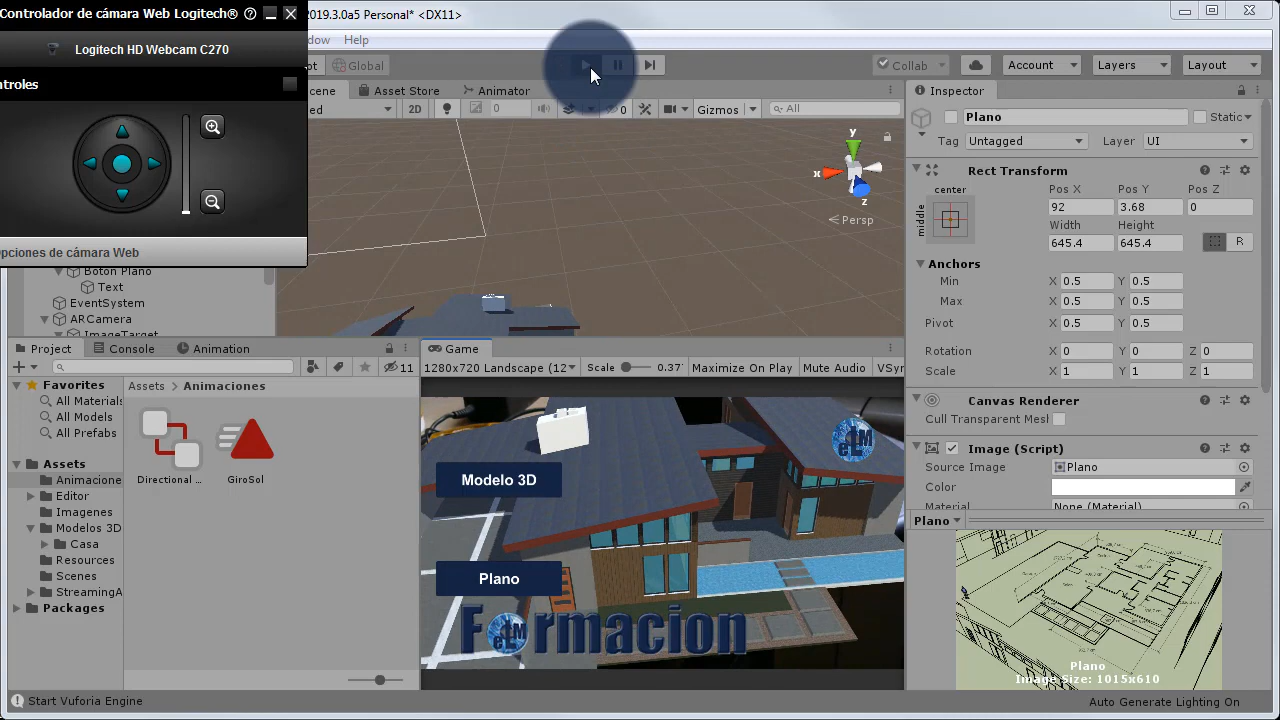 Controlador de cámara Web Logitech®
Logitech HD Webcam C270
ntroles
pciones de cámara Web
2019.3.0a5 Personal* <DX11>
dow Help
ot Global
Collab
Account
Layers
Layout
cene
Asset Store
Animator
ed
2D
0
0
Gizmos
All
y
x
z
Persp
Boton Plano
Text
EventSystem
ARCamera
ImageTarget
Inspector
Plano
Static
Tag Untagged
Layer UI
Rect Transform
center
middle
Pos X Pos Y Pos Z
92 3.68 0
Width Height
645.4 645.4
R
Anchors
Min X 0.5 Y 0.5
Max X 0.5 Y 0.5
Pivot X 0.5 Y 0.5
Rotation X 0 Y 0 Z 0
Scale X 1 Y 1 Z 1
Canvas Renderer
Cull Transparent Mesl
Image (Script)
Source Image Plano
Color
Material None (Material)
Plano
Plano
Image Size: 1015x610
Project
Console
Animation
11
Favorites
All Materials
All Models
All Prefabs
Assets
Animacione
Editor
Imagenes
Modelos 3D
Casa
Resources
Scenes
StreamingA
Packages
Assets > Animaciones
Directional ...
GiroSol
Game
1280x720 Landscape (12
Scale 0.37
Maximize On Play
Mute Audio
VSyr
Modelo 3D
Plano
Formacion
Start Vuforia Engine
Auto Generate Lighting On